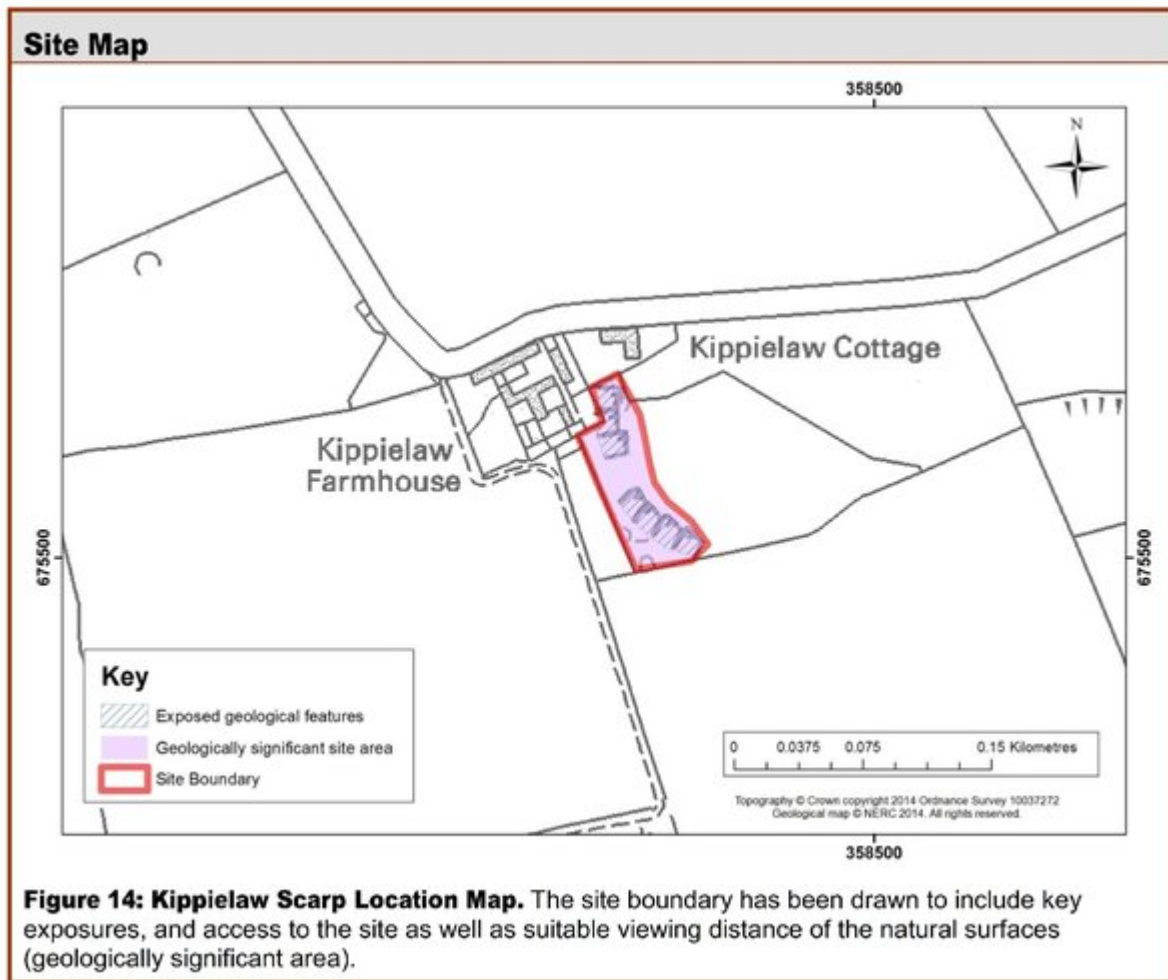 Site Map
358500
N
Kippielaw Cottage
Kippielaw
Farmhouse
675500
675500
Key
Exposed geological features
Geologically significant site area
Site Boundary
0 0.0375 0.075 0.15 Kilometres
Topography © Crown copyright 2014 Ordnance Survey 10037272
Geological map © NERC 2014. All rights reserved.
358500
Figure 14: Kippielaw Scarp Location Map. The site boundary has been drawn to include key
exposures, and access to the site as well as suitable viewing distance of the natural surfaces
(geologically significant area).